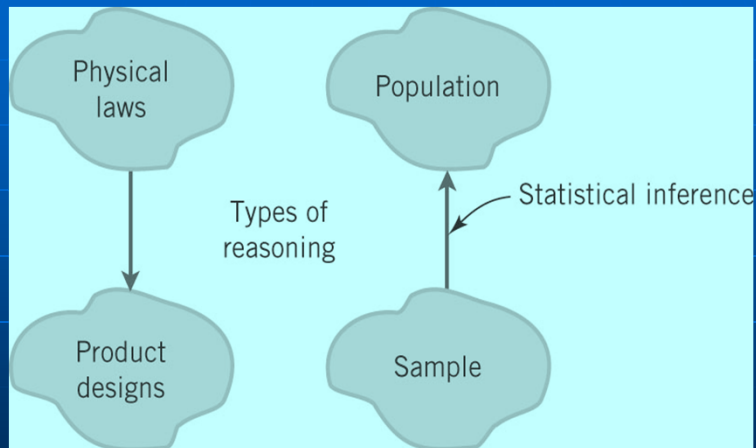 Physical
laws
Population
Types of
reasoning
Statistical inference
Product
designs
Sample